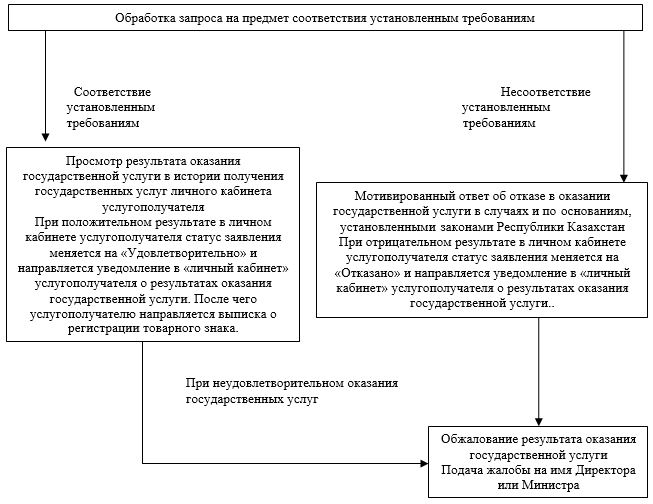 Обработка запроса на предмет соответствия установленным требованиям
Соответствие
установленным
требованиям
Несоответствие
установленным
требованиям
Просмотр результата оказания
государственной услуги в истории получения
государственных услуг личного кабинета
услугополучателя
При положительном результате в личном
кабинете услугополучателя статус заявления
меняется на «Удовлетворительно» и
направляется уведомление в «личный кабинет»
услугополучателя о результатах оказания
государственной услуги. После чего
услугополучателю направляется выписка о
регистрации товарного знака.
Мотивированный ответ об отказе в оказании
государственной услуги в случаях и по основаниям,
установленными законами Республики Казахстан
При отрицательном результате в личном кабинете
услугополучателя статус заявления меняется на
«Отказано» и направляется уведомление в «личный
кабинет» услугополучателя о результатах оказания
государственной услуги..
При неудовлетворительном оказания
государственных услуг
Обжалование результата оказания
государственной услуги
Подача жалобы на имя Директора
или Министра